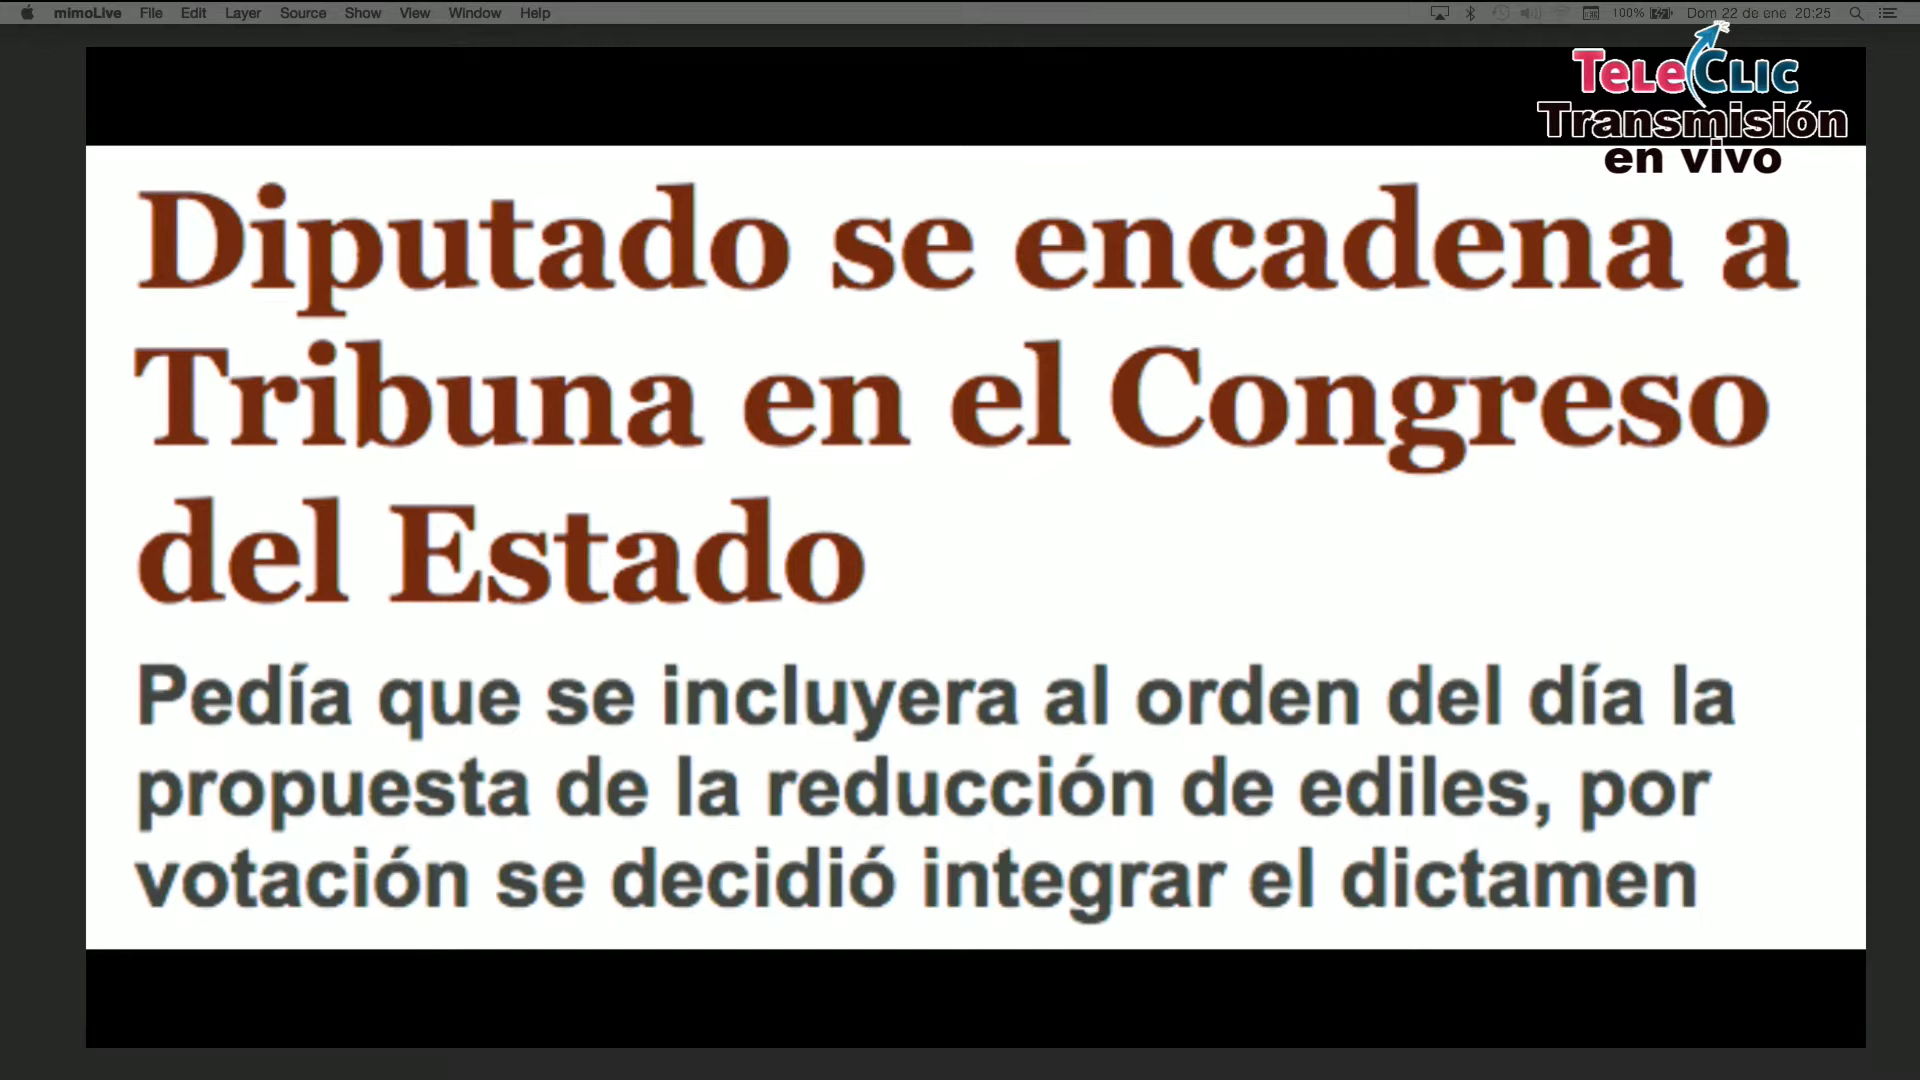 mimoLive File Edit Layer Source Show View Window Help 100% Dom 22 de ene 20:25
TeleClic
Transmisión
en vivo
Diputado se encadena a
Tribuna en el Congreso
del Estado
Pedía que se incluyera al orden del día la
propuesta de la reducción de ediles, por
votación se decidió integrar el dictamen